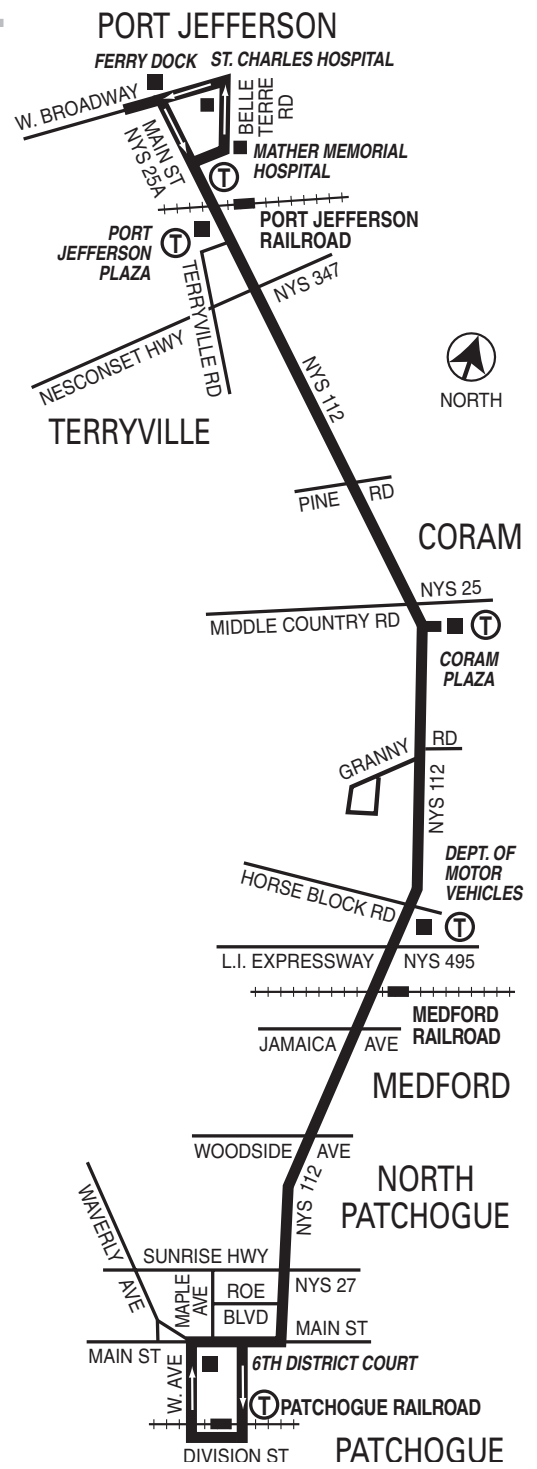 PORT JEFFERSON
FERRY DOCK
ST. CHARLES HOSPITAL
W. BROADWAY
BELLE
TERRE
RD
MAIN ST
NYS 25A
MATHER MEMORIAL
HOSPITAL
T
PORT JEFFERSON
RAILROAD
PORT
JEFFERSON
PLAZA
T
TERRYVILLE RD
NYS 347
NESCONSET HWY
NYS 112
NORTH
TERRYVILLE
PINE RD
CORAM
NYS 25
MIDDLE COUNTRY RD
T
CORAM
PLAZA
GRANNY RD
NYS 112
DEPT. OF
MOTOR
VEHICLES
HORSE BLOCK RD
T
L.I. EXPRESSWAY NYS 495
MEDFORD
RAILROAD
JAMAICA AVE
MEDFORD
WOODSIDE AVE
NYS 112
NORTH
PATCHOGUE
WAVERLY
AVE
SUNRISE HWY
NYS 27
MAPLE
AVE
ROE
BLVD
MAIN ST
MAIN ST
W. AVE
6TH DISTRICT COURT
T
PATCHOGUE RAILROAD
DIVISION ST
PATCHOGUE